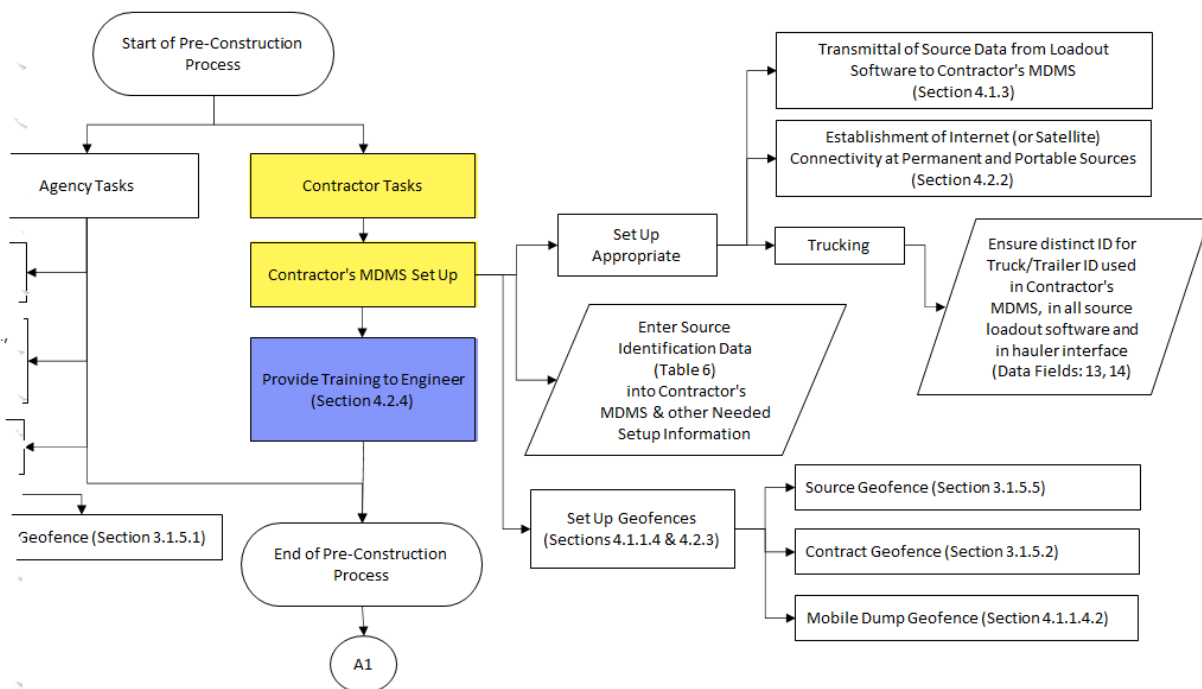 Start of Pre-Construction
Process
Agency Tasks
Contractor Tasks
Contractor's MDMS Set Up
Provide Training to Engineer
(Section 4.2.4)
Geofence (Section 3.1.5.1)
End of Pre-Construction
Process
A1
Set Up
Appropriate
Transmittal of Source Data from Loadout
Software to Contractor's MDMS
(Section 4.1.3)
Establishment of Internet (or Satellite)
Connectivity at Permanent and Portable Sources
(Section 4.2.2)
Trucking
Ensure distinct ID for
Truck/Trailer ID used
in Contractor's
MDMS, in all source
loadout software and
in hauler interface
(Data Fields: 13, 14)
Enter Source
Identification Data
(Table 6)
into Contractor's
MDMS & other Needed
Setup Information
Set Up Geofences
(Sections 4.1.1.4 & 4.2.3)
Source Geofence (Section 3.1.5.5)
Contract Geofence (Section 3.1.5.2)
Mobile Dump Geofence (Section 4.1.1.4.2)